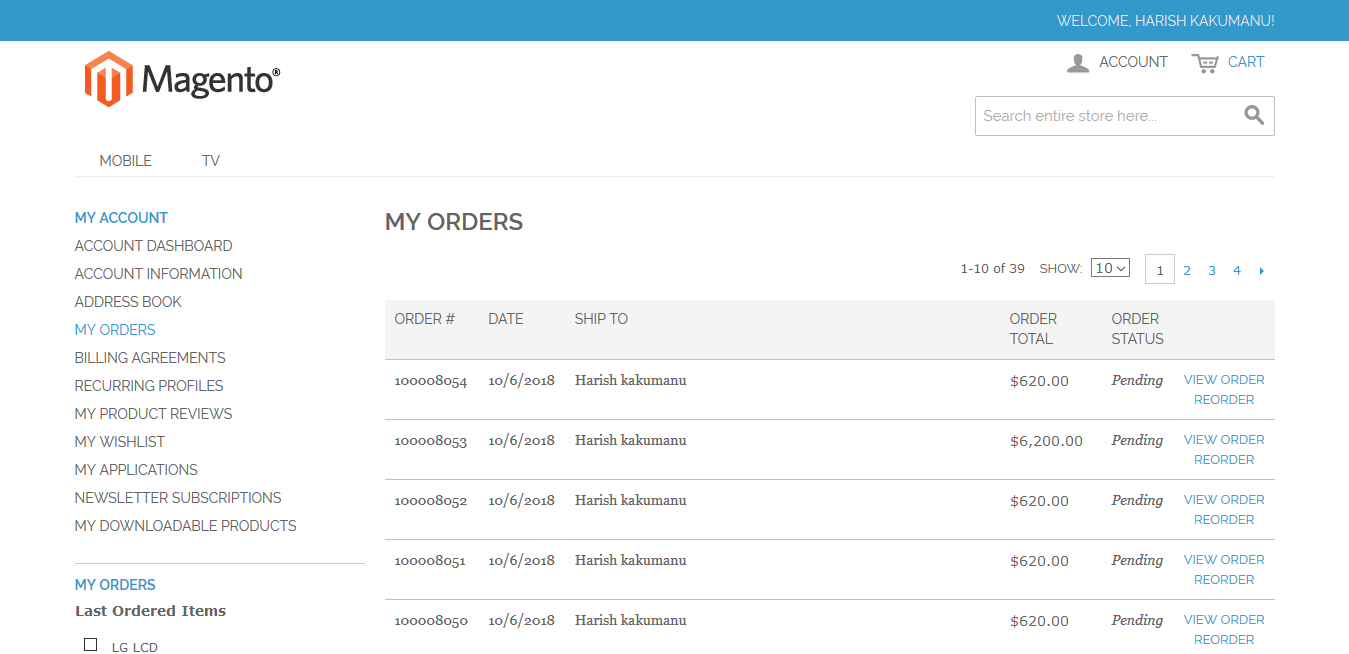 WELCOME, HARISH KAKUMANU!
Magento®
ACCOUNT
CART
Search entire store here...
MOBILE
TV
MY ACCOUNT
ACCOUNT DASHBOARD
ACCOUNT INFORMATION
ADDRESS BOOK
MY ORDERS
BILLING AGREEMENTS
RECURRING PROFILES
MY PRODUCT REVIEWS
MY WISHLIST
MY APPLICATIONS
NEWSLETTER SUBSCRIPTIONS
MY DOWNLOADABLE PRODUCTS
MY ORDERS
Last Ordered Items
LG LCD
MY ORDERS
1-10 of 39 SHOW: 10 1 2 3 4
ORDER # DATE SHIP TO ORDER TOTAL ORDER STATUS
100008054 10/6/2018 Harish kakumanu $620.00 Pending VIEW ORDER
REORDER
100008053 10/6/2018 Harish kakumanu $6,200.00 Pending VIEW ORDER
REORDER
100008052 10/6/2018 Harish kakumanu $620.00 Pending VIEW ORDER
REORDER
100008051 10/6/2018 Harish kakumanu $620.00 Pending VIEW ORDER
REORDER
100008050 10/6/2018 Harish kakumanu $620.00 Pending VIEW ORDER
REORDER